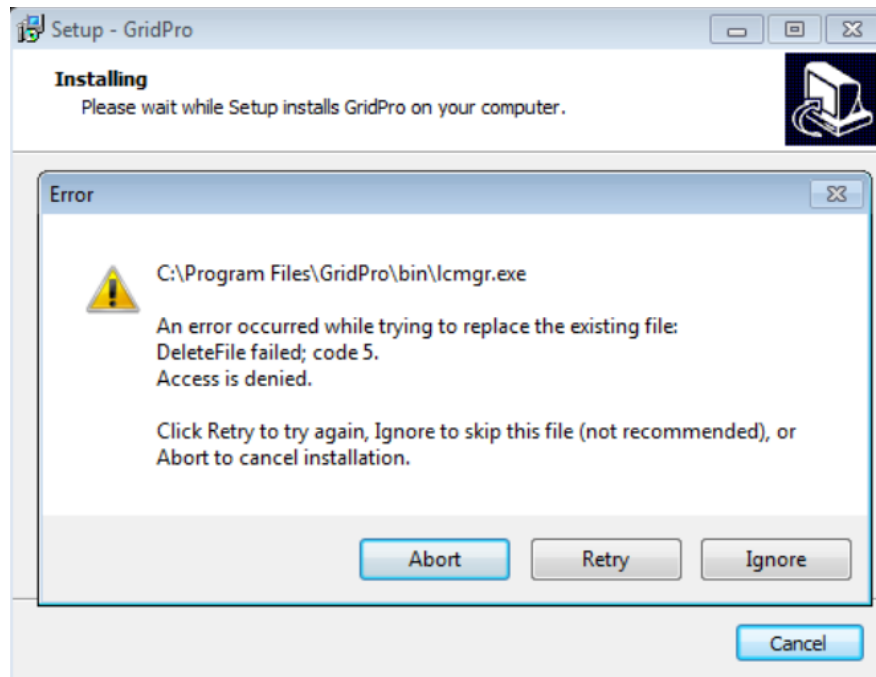 Setup - GridPro
Installing
Please wait while Setup installs GridPro on your computer.
Error
C:\Program Files\GridPro\bin\lcmgr.exe
An error occurred while trying to replace the existing file:
DeleteFile failed; code 5.
Access is denied.
Click Retry to try again, Ignore to skip this file (not recommended), or
Abort to cancel installation.
Abort
Retry
Ignore
Cancel